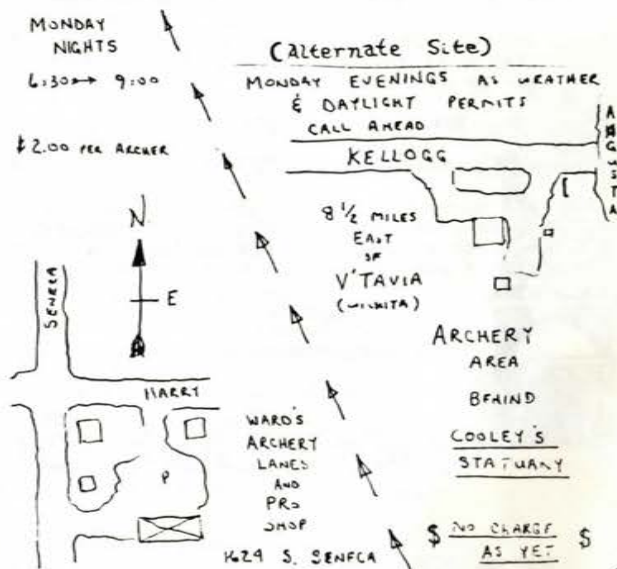 MONDAY
NIGHTS
6:30 → 9:00
$2.00 PER ARCHER
N
E
SENECA
HARRY
P
WARD'S
ARCHERY
LANES
AND
PRO
SHOP
1624 S. SENECA
(Alternate Site)
MONDAY EVENINGS AS WEATHER
& DAYLIGHT PERMITS
CALL AHEAD
KELLOGG
AUGUSTA
8 1/2 MILES
EAST
OF
V'TAVIA
(WICHITA)
ARCHERY
AREA
BEHIND
COOLEY'S
STATUARY
$ NO CHARGE $
AS YET